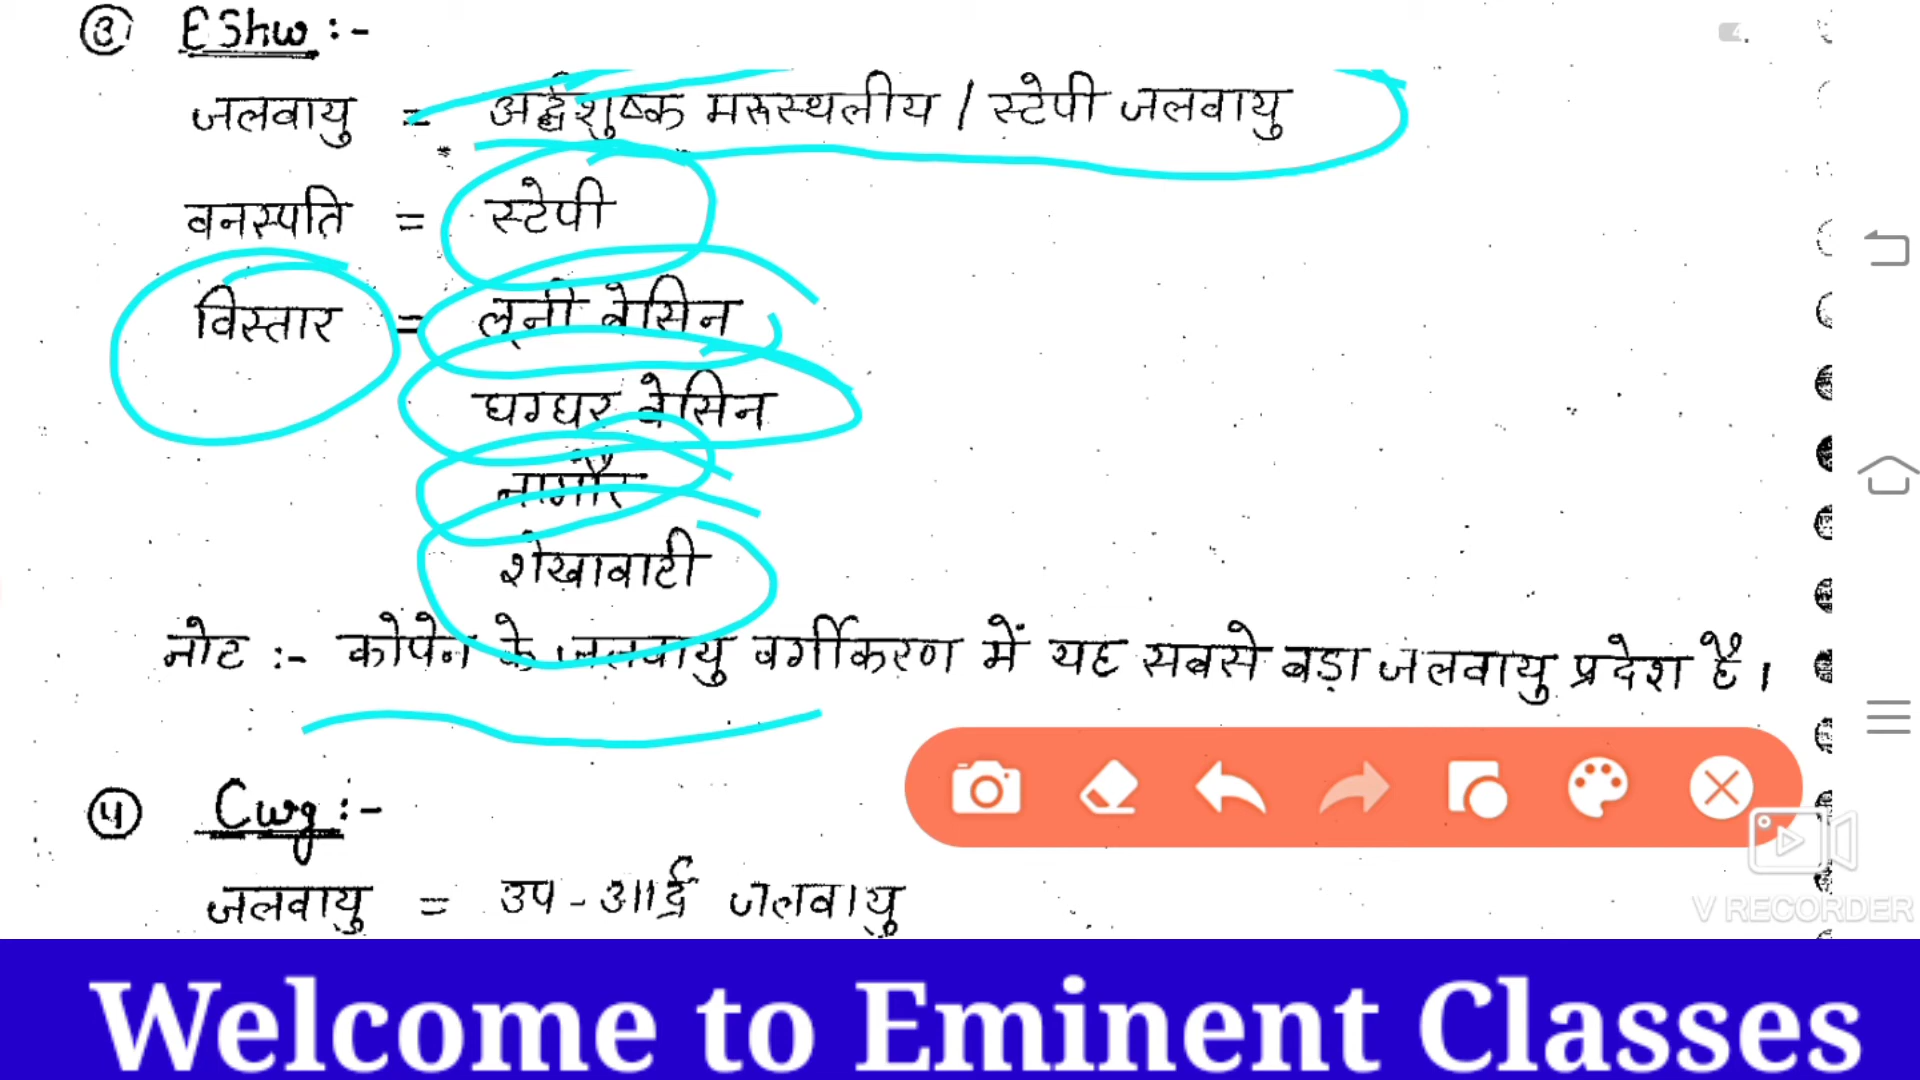 ③ EShw :-
जलवायु = अर्द्धशुष्क मरूस्थलीय / स्टेपी जलवायु
वनस्पति = स्टेपी
विस्तार = लूनी बेसिन
घग्घर बेसिन
नागौर
शेखावाटी
नोट :- कोपेन के जलवायु वर्गीकरण में यह सबसे बड़ा जलवायु प्रदेश है।
④ Cwg :-
जलवायु = उप-आर्द्र जलवायु
V RECORDER
Welcome to Eminent Classes